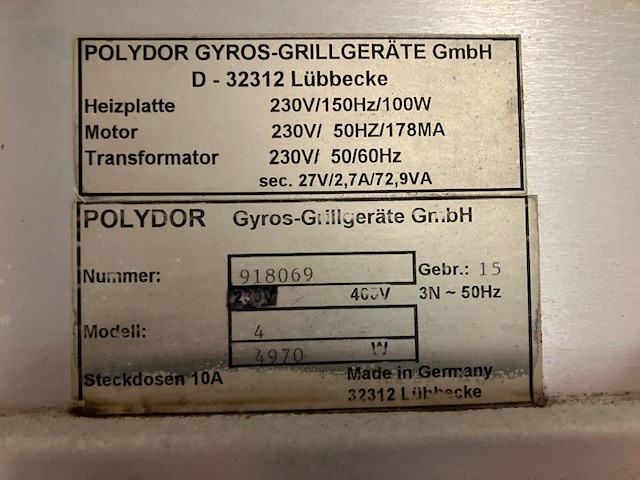 POLYDOR GYROS-GRILLGERÄTE GmbH
D - 32312 Lübbecke
Heizplatte 230V/150Hz/100W
Motor 230V/ 50HZ/178MA
Transformator 230V/ 50/60Hz
sec. 27V/2,7A/72,9VA
POLYDOR Gyros-Grillgeräte GmbH
Nummer: 918069 Gebr.: 15
230V 400V 3N ~ 50Hz
Modell: 4
4970 W
Steckdosen 10A Made in Germany
32312 Lübbecke